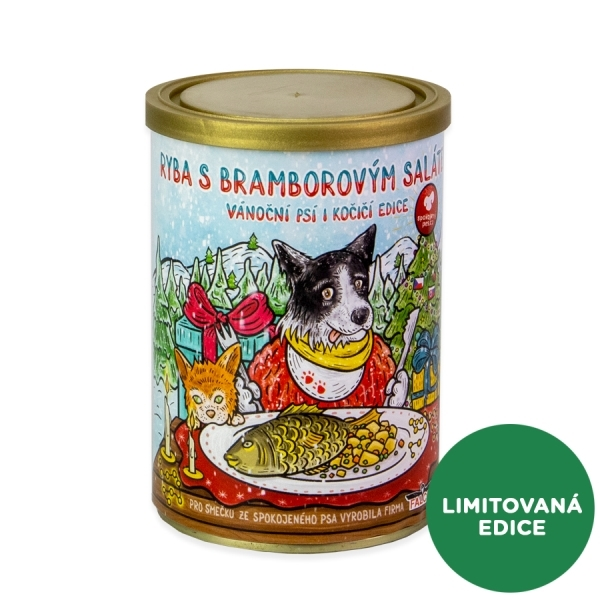 RYBA S BRAMBOROVÝM SALÁT
VÁNOČNÍ PSÍ I KOČIČÍ EDICE
PRO SMEČKU ZE SPOKOJENÉHO PSA VYROBILA FIRMA
LIMITOVANÁ
EDICE